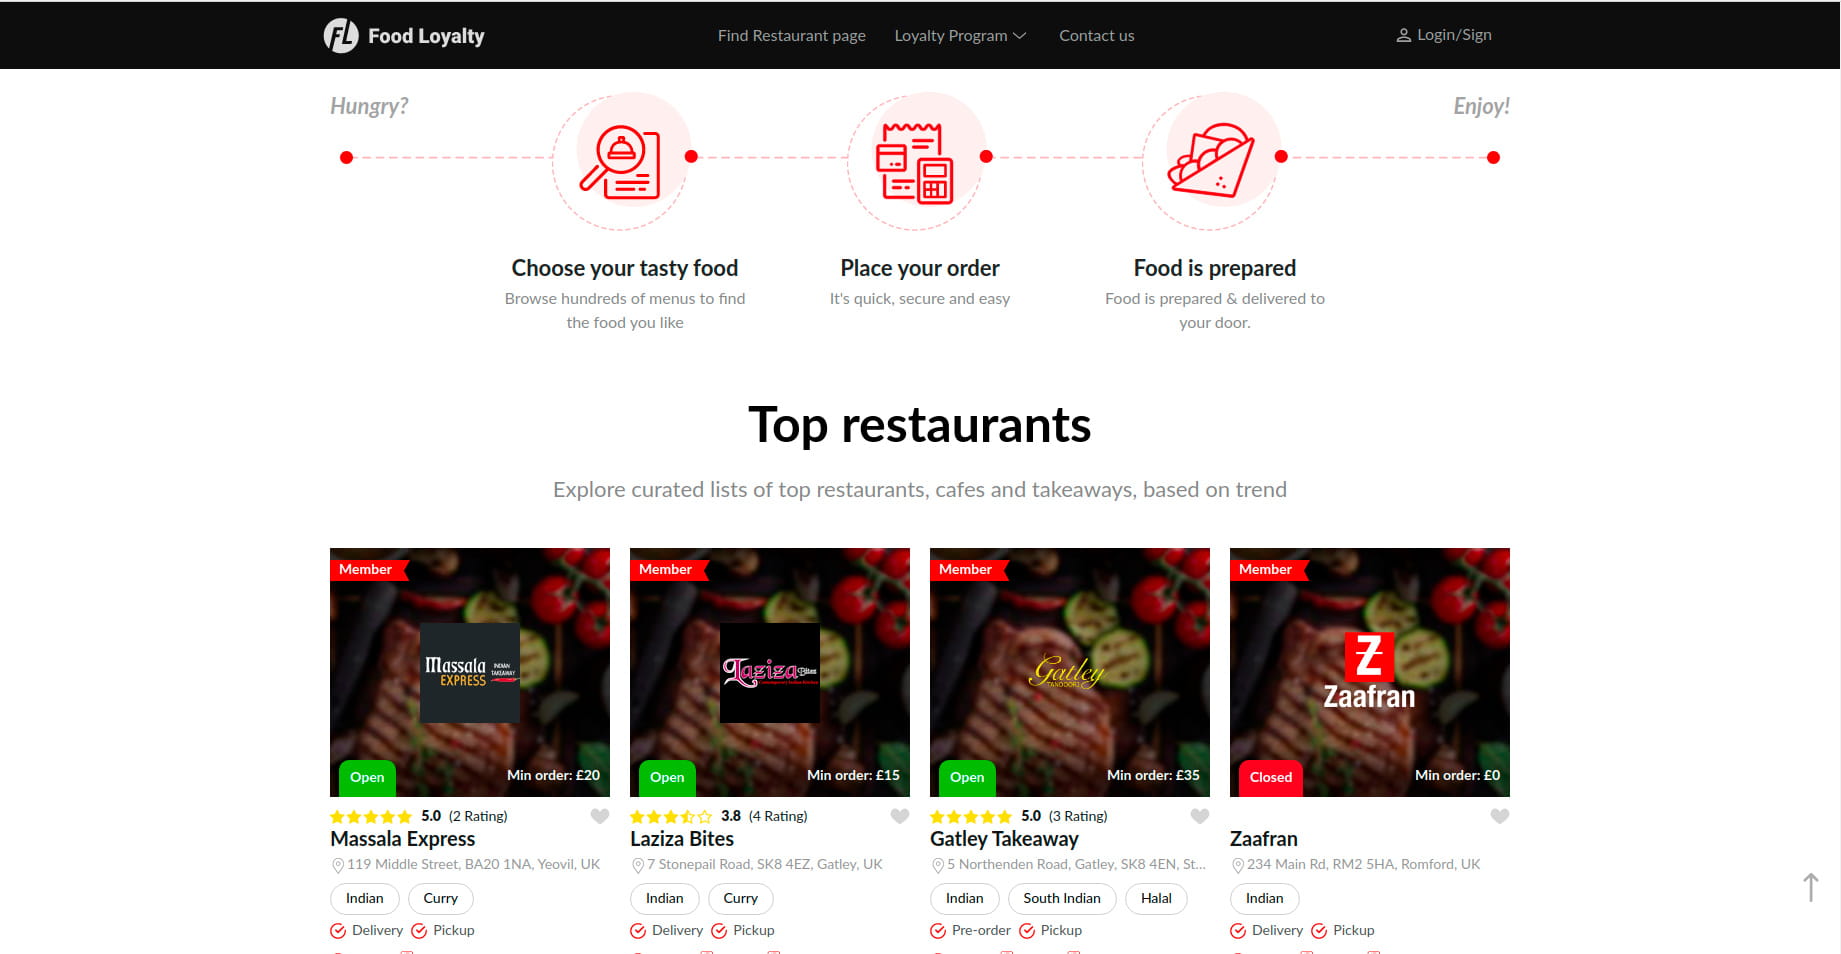 FL Food Loyalty
Find Restaurant page
Loyalty Program
Contact us
Login/Sign
Hungry?
Enjoy!
Choose your tasty food
Browse hundreds of menus to find
the food you like
Place your order
It's quick, secure and easy
Food is prepared
Food is prepared & delivered to
your door.
Top restaurants
Explore curated lists of top restaurants, cafes and takeaways, based on trend
Member
Massala
EXPRESS
INDIAN
TAKEAWAY
Open
Min order: £20
5.0 (2 Rating)
Massala Express
119 Middle Street, BA20 1NA, Yeovil, UK
Indian
Curry
Delivery
Pickup
Member
Laziza Bites
Open
Min order: £15
3.8 (4 Rating)
Laziza Bites
7 Stonepail Road, SK8 4EZ, Gatley, UK
Indian
Curry
Delivery
Pickup
Member
Gatley
TANDOORI
Open
Min order: £35
5.0 (3 Rating)
Gatley Takeaway
5 Northenden Road, Gatley, SK8 4EN, St...
Indian
South Indian
Halal
Pre-order
Pickup
Member
Z
Zaafran
Closed
Min order: £0
Zaafran
234 Main Rd, RM2 5HA, Romford, UK
Indian
Delivery
Pickup